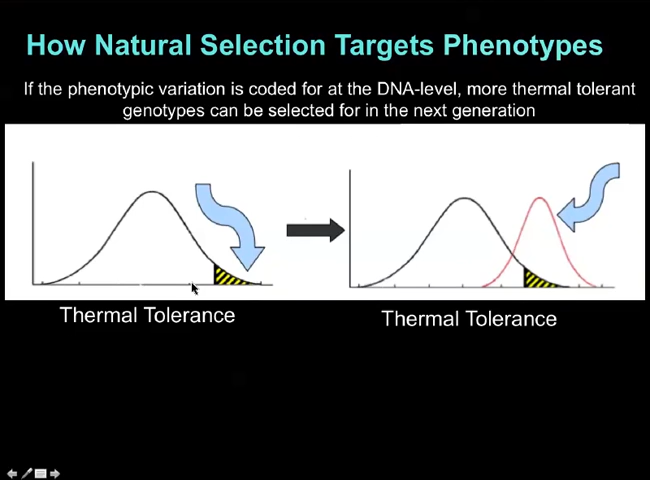 How Natural Selection Targets Phenotypes
If the phenotypic variation is coded for at the DNA-level, more thermal tolerant
genotypes can be selected for in the next generation
Thermal Tolerance
Thermal Tolerance